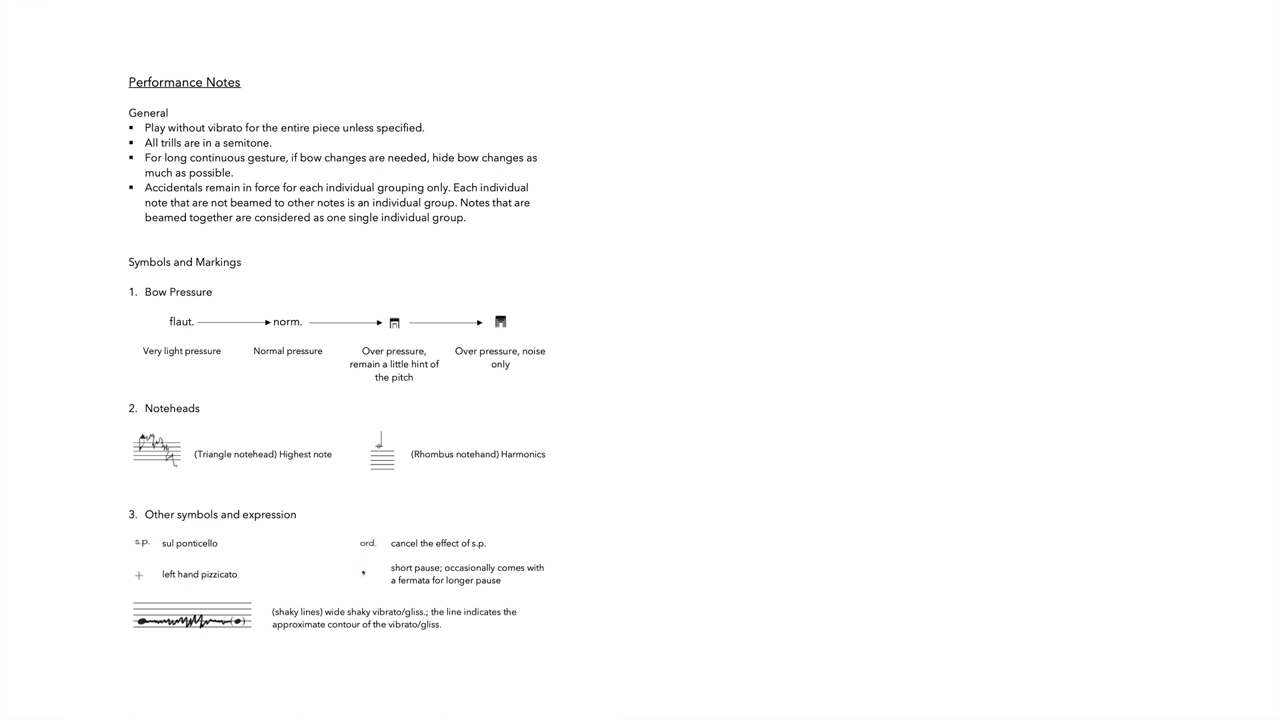 Performance Notes
General
▪ Play without vibrato for the entire piece unless specified.
▪ All trills are in a semitone.
▪ For long continuous gesture, if bow changes are needed, hide bow changes as
much as possible.
▪ Accidentals remain in force for each individual grouping only. Each individual
note that are not beamed to other notes is an individual group. Notes that are
beamed together are considered as one single individual group.
Symbols and Markings
1. Bow Pressure
flaut. norm.
Very light pressure
Normal pressure
Over pressure,
remain a little hint of
the pitch
Over pressure, noise
only
2. Noteheads
(Triangle notehead) Highest note
(Rhombus notehand) Harmonics
3. Other symbols and expression
s.p. sul ponticello
ord. cancel the effect of s.p.
+ left hand pizzicato
, short pause; occasionally comes with
a fermata for longer pause
(shaky lines) wide shaky vibrato/gliss.; the line indicates the
approximate contour of the vibrato/gliss.